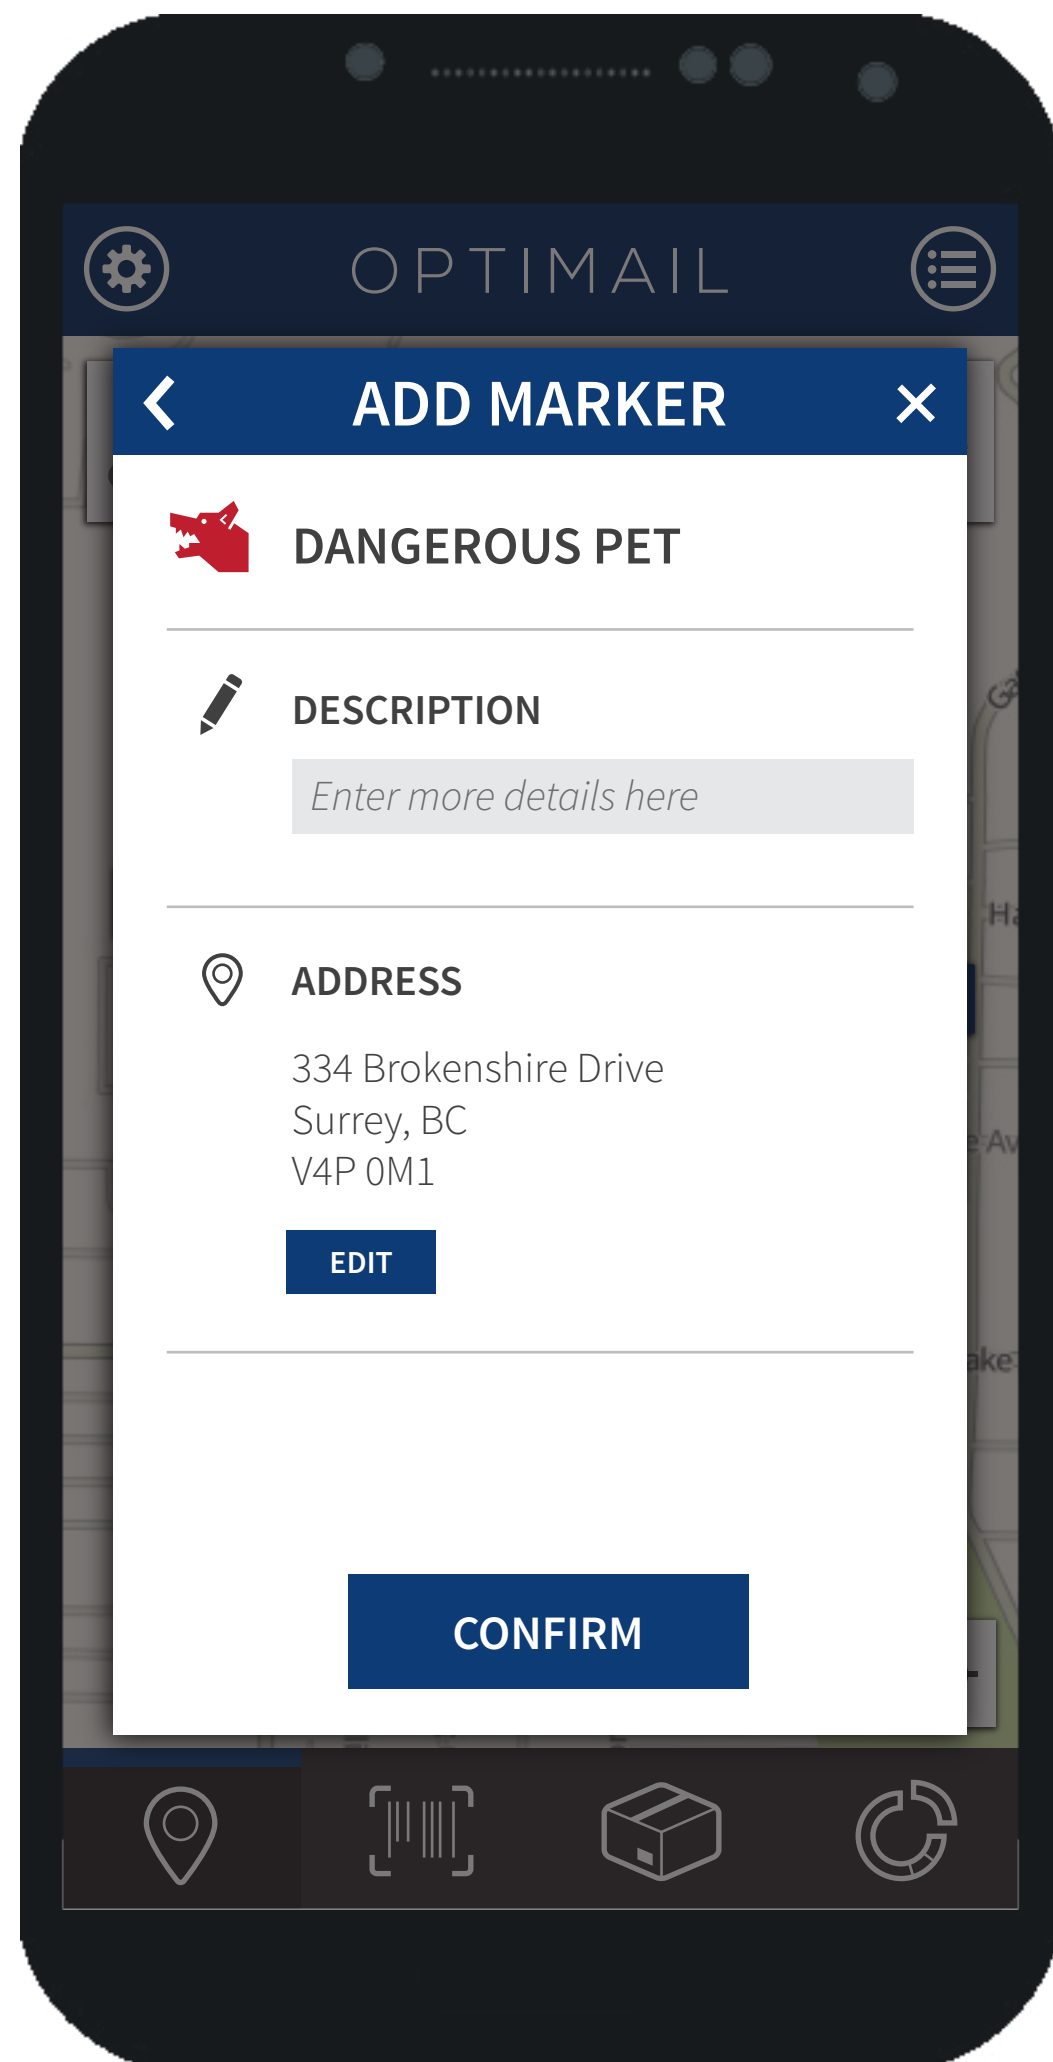 OPTIMAIL
ADD MARKER
DANGEROUS PET
DESCRIPTION
Enter more details here
ADDRESS
334 Brokenshire Drive
Surrey, BC
V4P 0M1
EDIT
CONFIRM